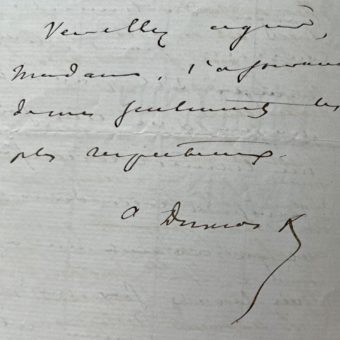 Veuillez agréer,
Madame, l'assurance
de mes sentiments les
plus respectueux.
A Dumas f